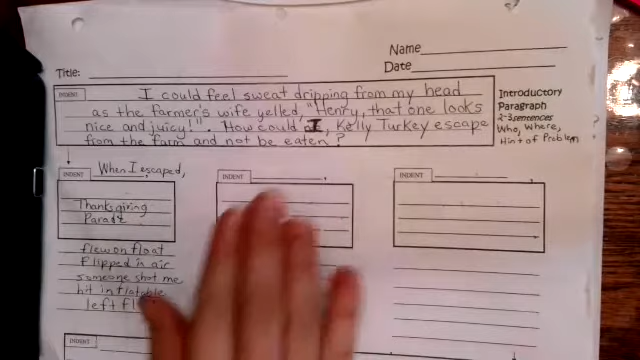 Name
Date
Title:
INDENT
I could feel sweat dripping from my head
as the farmer's wife yelled, "Henry, that one looks
nice and juicy!". How could I, Kelly Turkey escape
from the farm and not be eaten?
Introductory
Paragraph
2-3 sentences
Who, Where,
Hint of Problem
When I escaped,
INDENT
INDENT
INDENT
Thanksgiving
Parade
flew on float
flipped in air
someone shot me
hit inflatable
left
INDENT